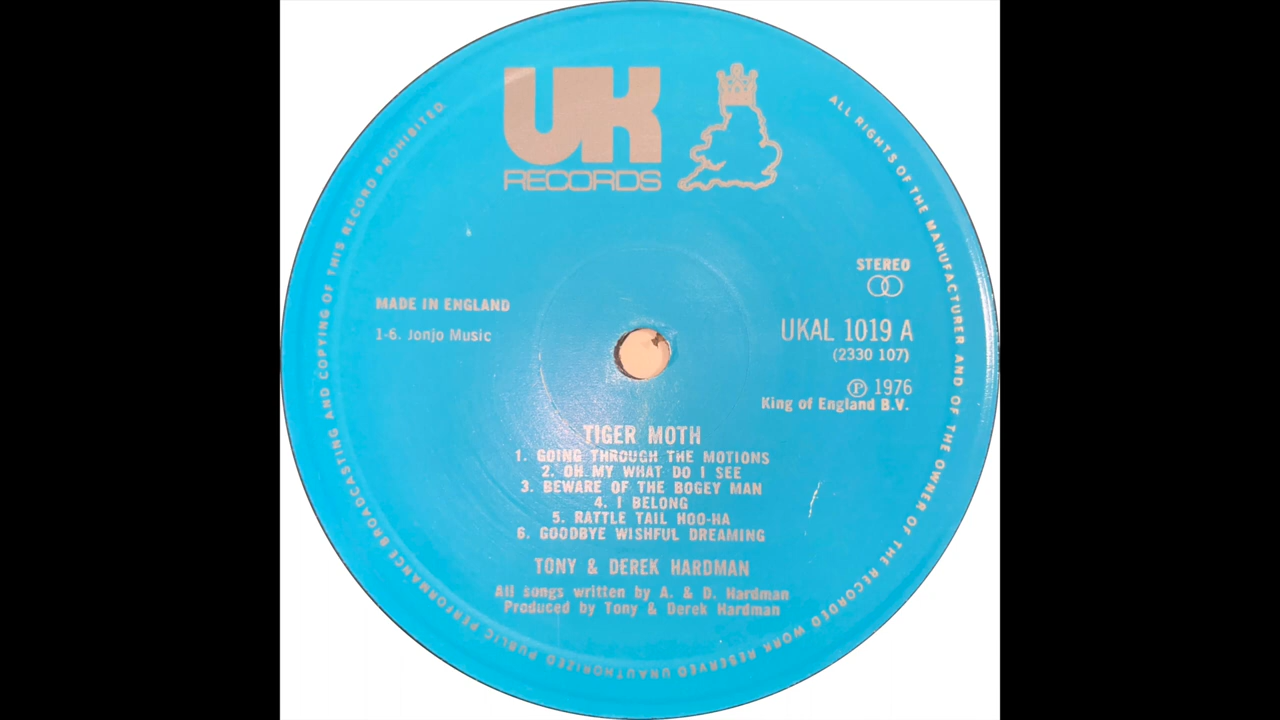 UK
RECORDS
ALL RIGHTS OF THE MANUFACTURER AND OF THE OWNER OF THE RECORDED WORK RESERVED UNAUTHORIZED PUBLIC PERFORMANCE BROADCASTING AND COPYING OF THIS RECORD PROHIBITED.
STEREO
MADE IN ENGLAND
1-6. Jonjo Music
UKAL 1019 A
(2330 107)
Ⓟ 1976
King of England B.V.
TIGER MOTH
1. GOING THROUGH THE MOTIONS
2. OH MY WHAT DO I SEE
3. BEWARE OF THE BOGEY MAN
4. I BELONG
5. RATTLE TAIL HOO-HA
6. GOODBYE WISHFUL DREAMING
TONY & DEREK HARDMAN
All songs written by A. & D. Hardman
Produced by Tony & Derek Hardman